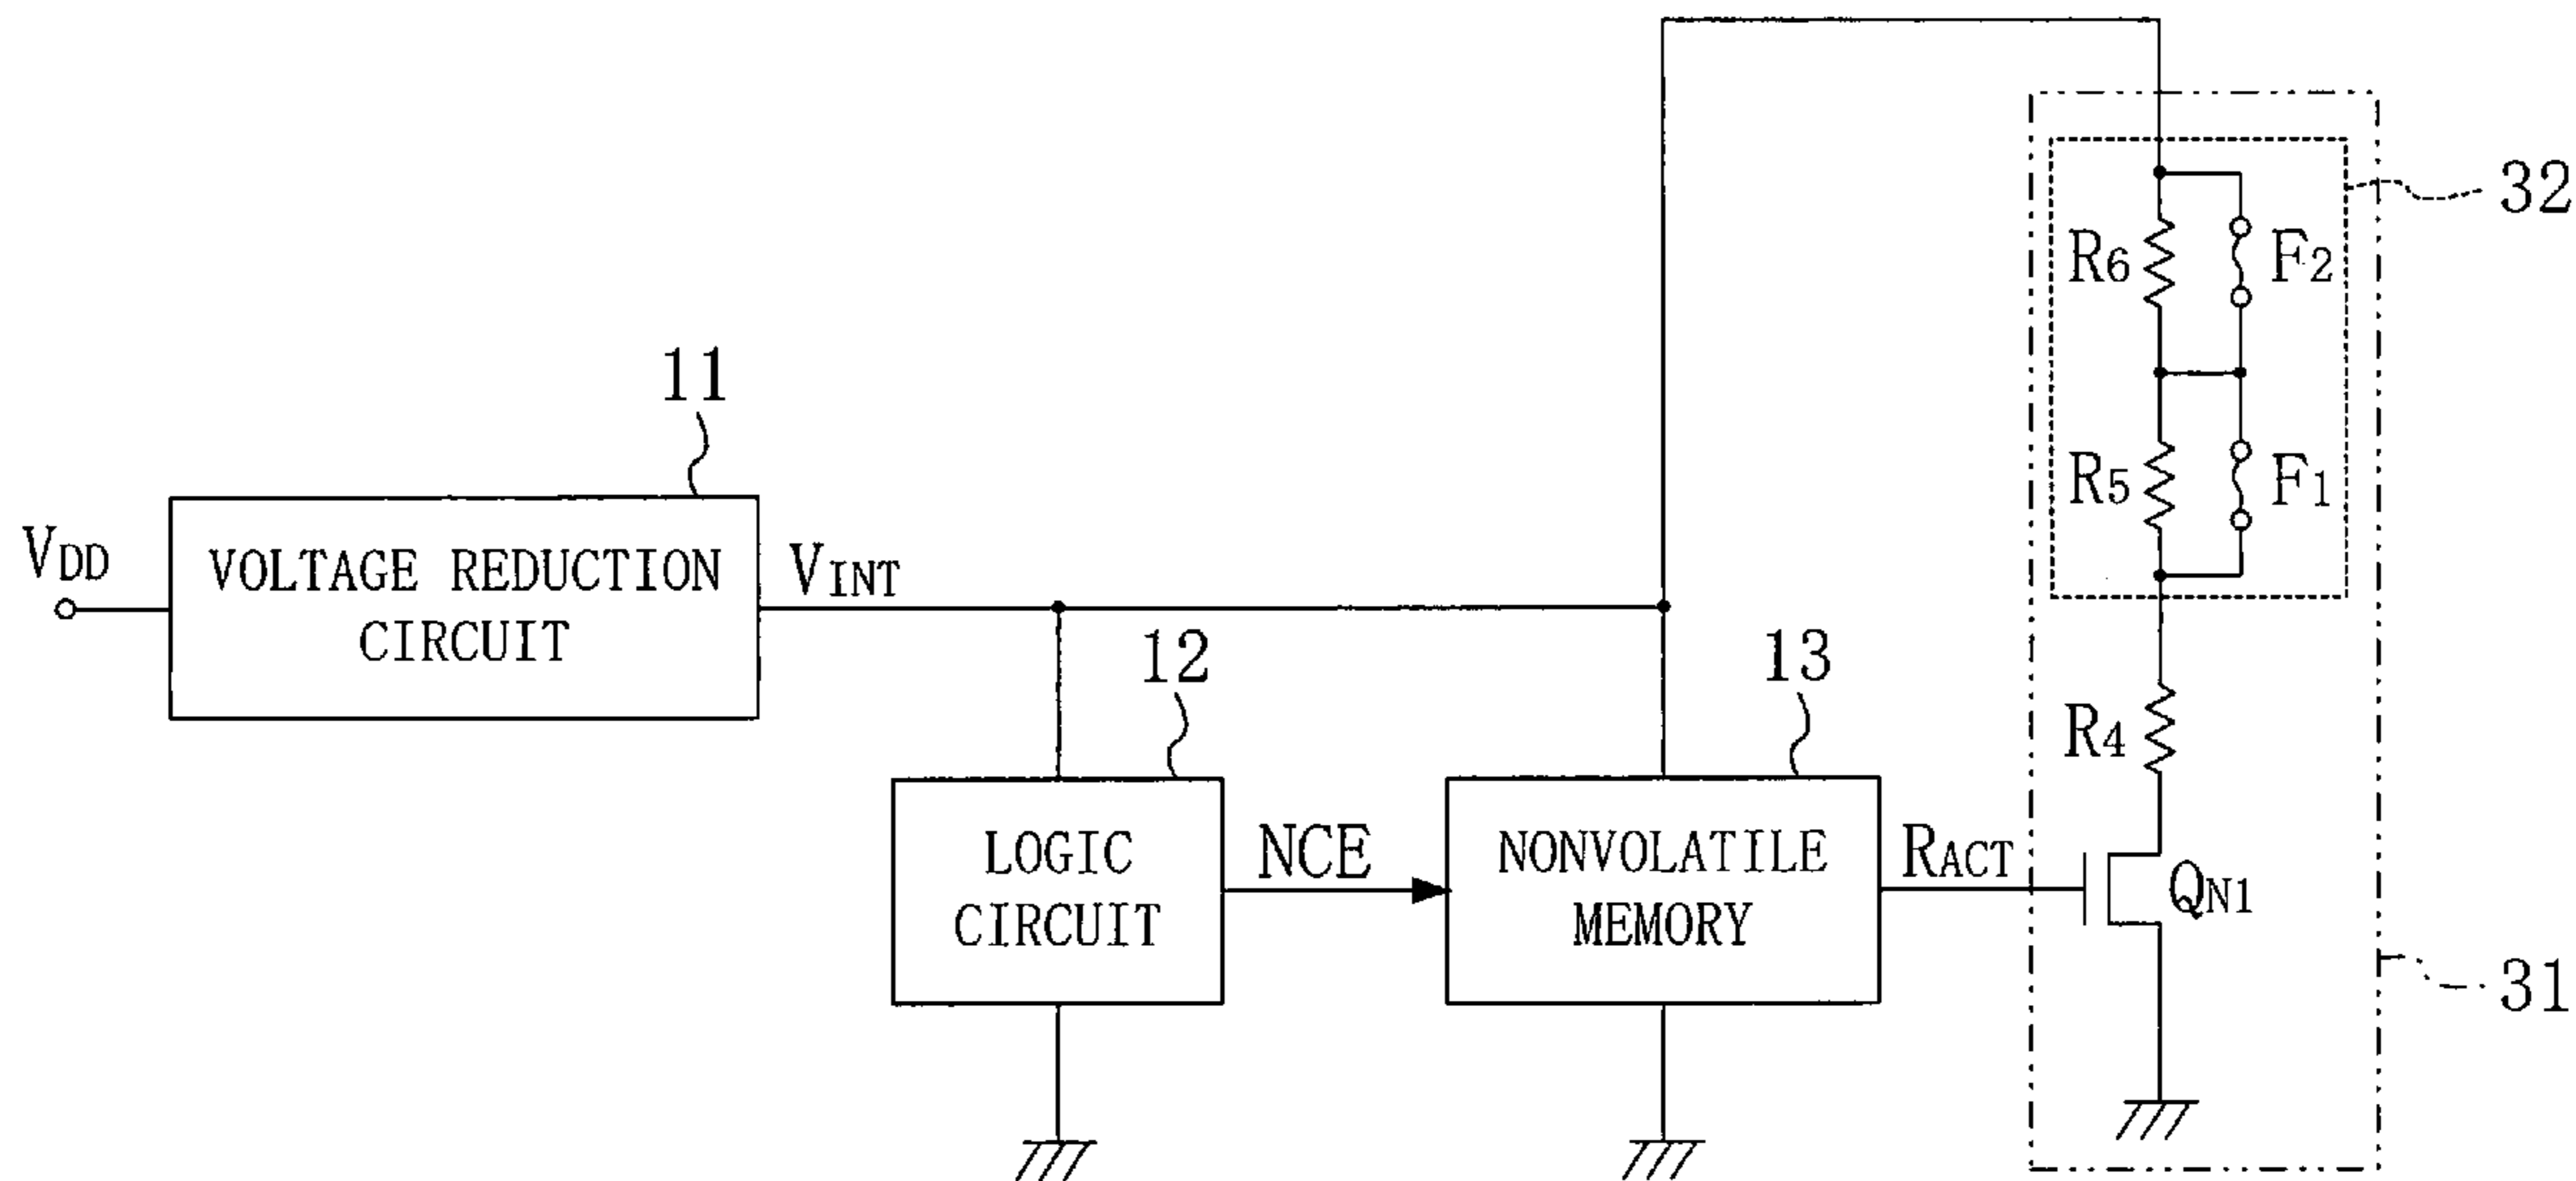 32
R6
F2
11
R5
F1
VDD
VOLTAGE REDUCTION
CIRCUIT
VINT
12
13
R4
LOGIC
CIRCUIT
NCE
NONVOLATILE
MEMORY
RACT
QN1
31